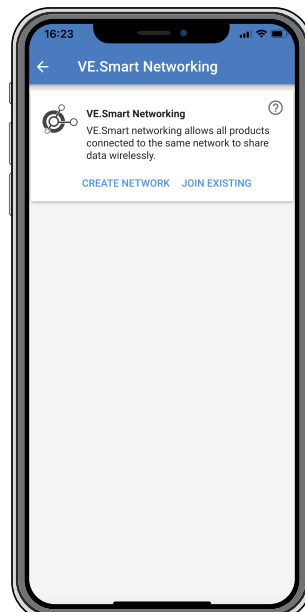 16:23
VE.Smart Networking
VE.Smart Networking
VE.Smart networking allows all products
connected to the same network to share
data wirelessly.
CREATE NETWORK JOIN EXISTING